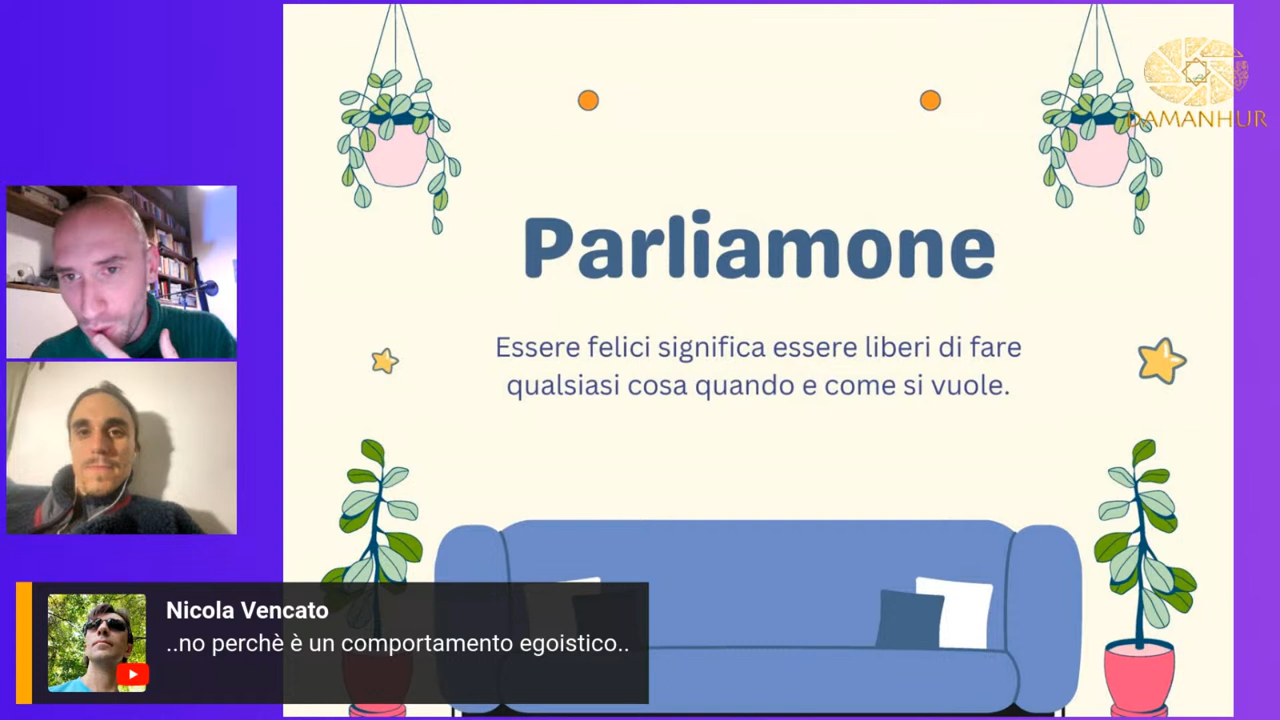 DAMANHUR
Parliamone
Essere felici significa essere liberi di fare
qualsiasi cosa quando e come si vuole.
Nicola Vencato
..no perchè è un comportamento egoistico..